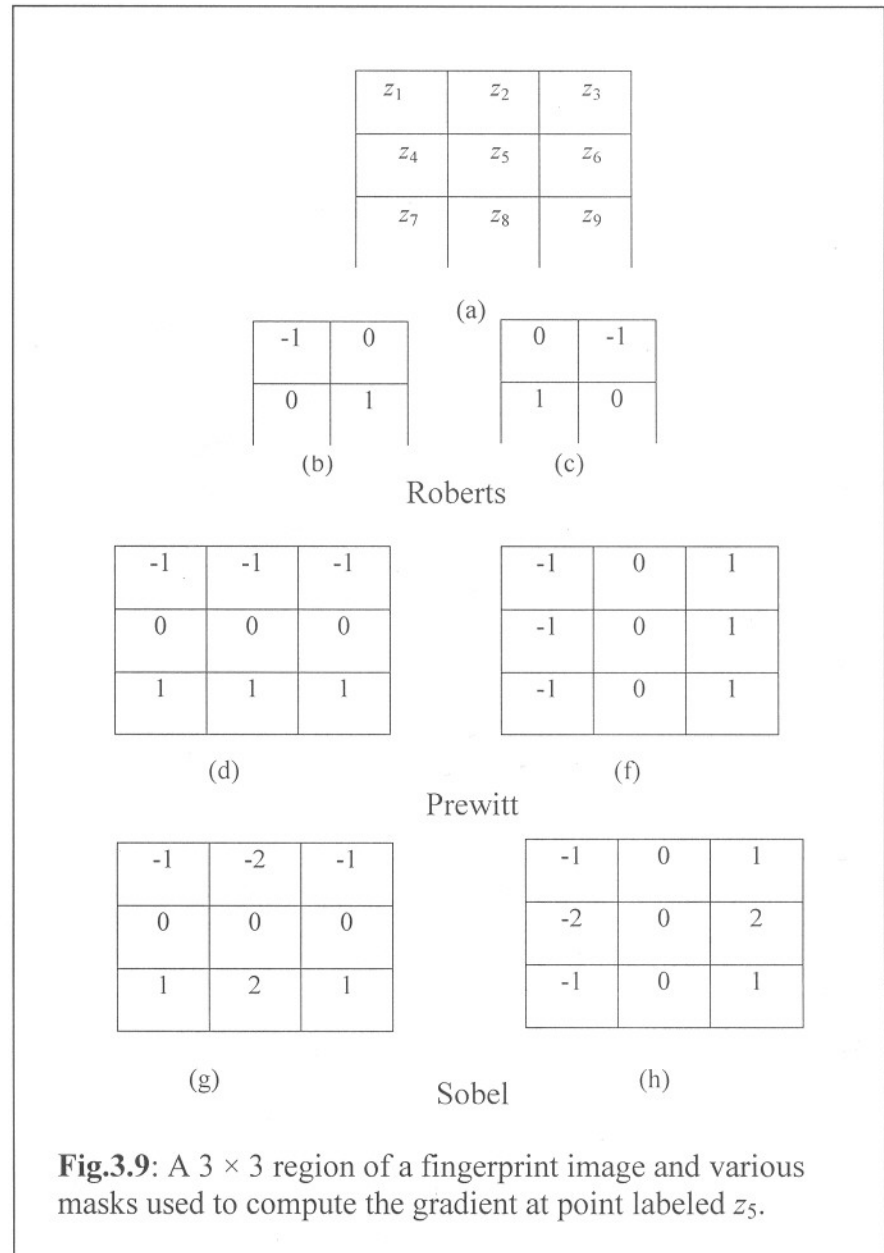 z1 z2 z3
z4 z5 z6
z7 z8 z9
(a)
-1 0 0 -1
0 1 1 0
(b) (c)
Roberts
-1 -1 -1 -1 0 1
0 0 0 -1 0 1
1 1 1 -1 0 1
(d) (f)
Prewitt
-1 -2 -1 -1 0 1
0 0 0 -2 0 2
1 2 1 -1 0 1
(g) (h)
Sobel
Fig.3.9: A 3 × 3 region of a fingerprint image and various
masks used to compute the gradient at point labeled z5.